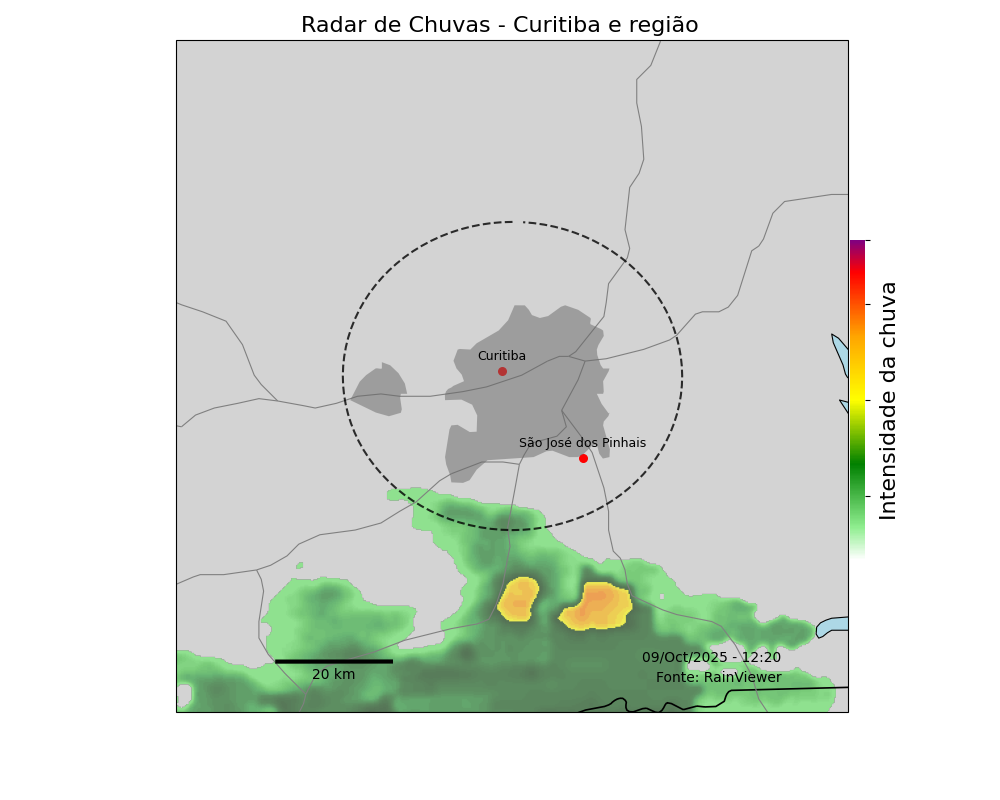 Radar de Chuvas - Curitiba e região
Curitiba
São José dos Pinhais
Intensidade da chuva
09/Oct/2025 - 12:20
Fonte: RainViewer
20 km